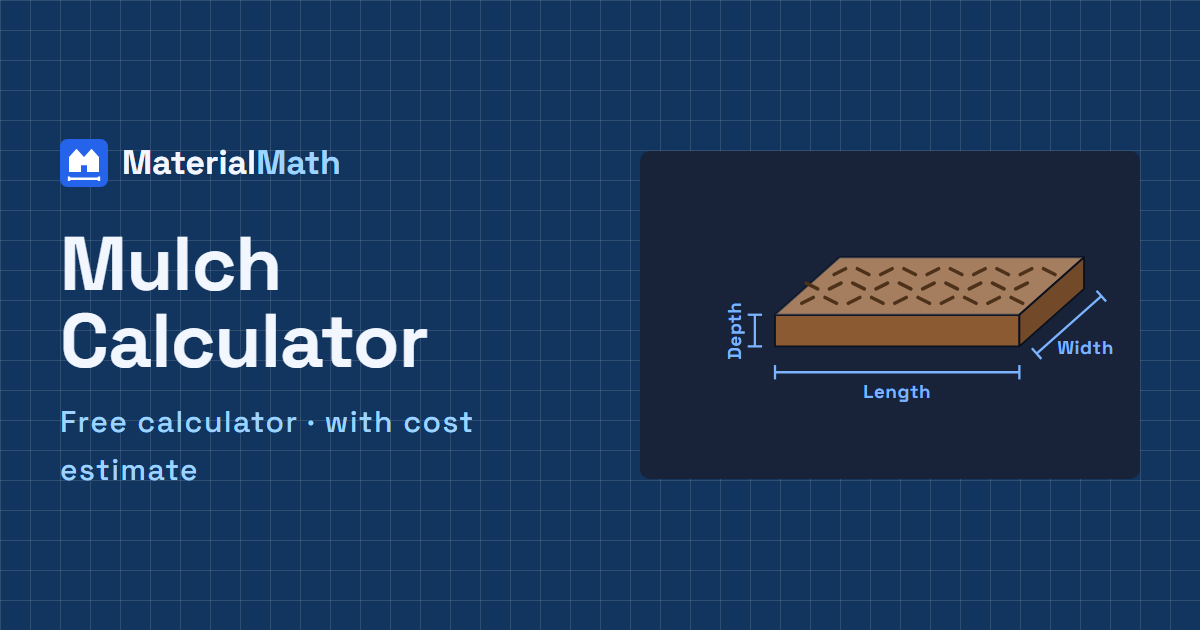 MaterialMath
Mulch
Calculator
Free calculator · with cost
estimate
Depth
Width
Length